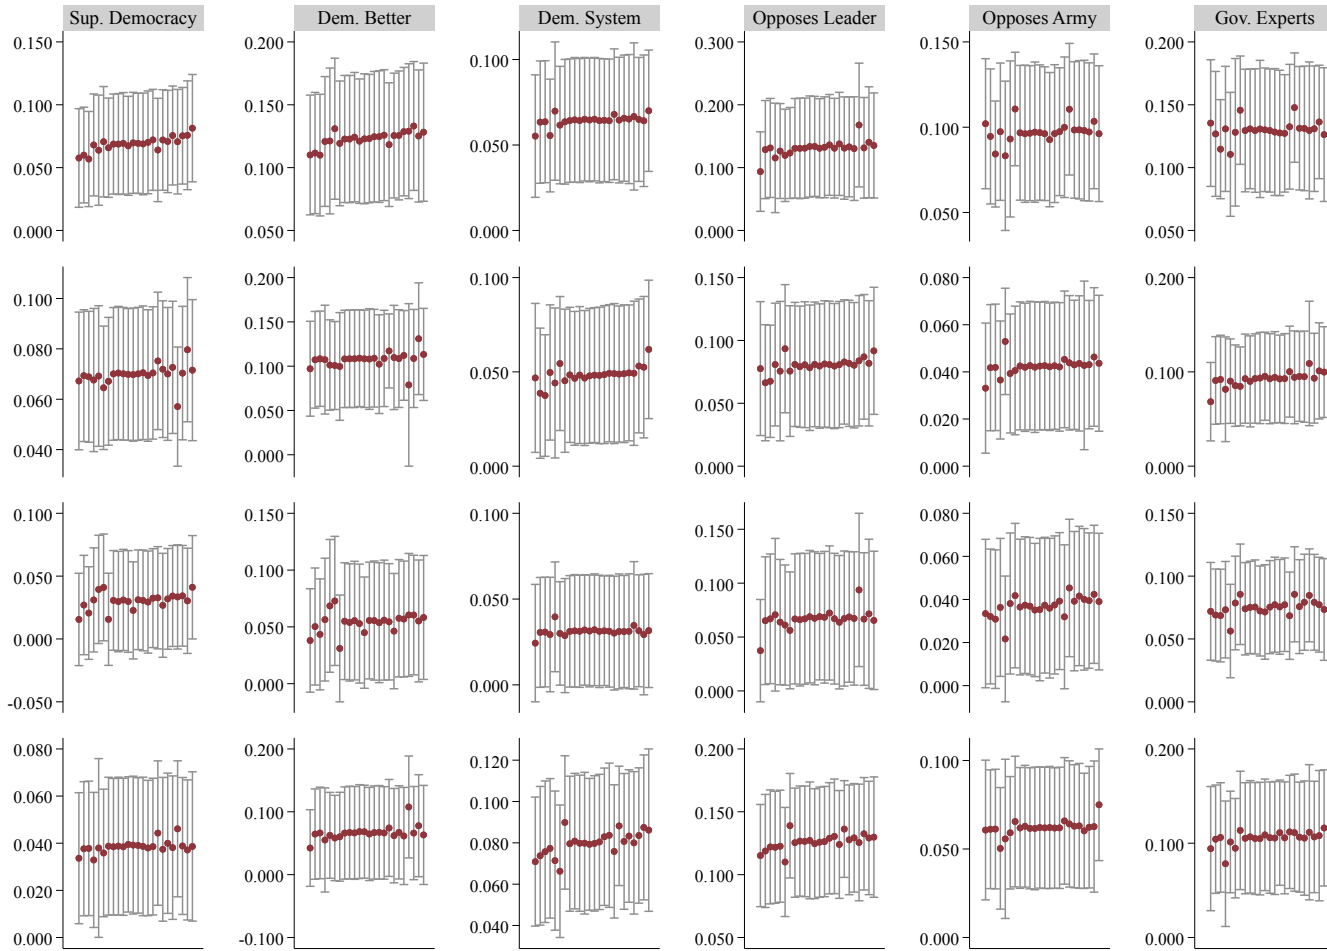 Sup. Democracy Dem. Better Dem. System Opposes Leader Opposes Army Gov. Experts
0.150 0.200 0.100 0.300 0.150 0.200
0.100 0.150 0.050 0.200 0.100 0.150
0.050 0.100 0.000 0.100 0.050 0.100
0.000 0.050 0.000 0.050
0.100 0.200 0.100 0.150 0.080 0.200
0.080 0.150 0.050 0.100 0.060 0.100
0.060 0.100 0.000 0.050 0.040 0.000
0.040 0.050 0.000 0.020
0.000 0.000
0.100 0.150 0.100 0.150 0.080 0.150
0.050 0.100 0.050 0.100 0.060 0.100
0.000 0.050 0.000 0.050 0.040 0.050
-0.050 0.000 0.000 0.020 0.000
0.000
0.080 0.200 0.120 0.200 0.100 0.200
0.060 0.100 0.100 0.150 0.050 0.100
0.040 0.000 0.080 0.100 0.000 0.000
0.020 -0.100 0.060 0.050
0.000 0.040